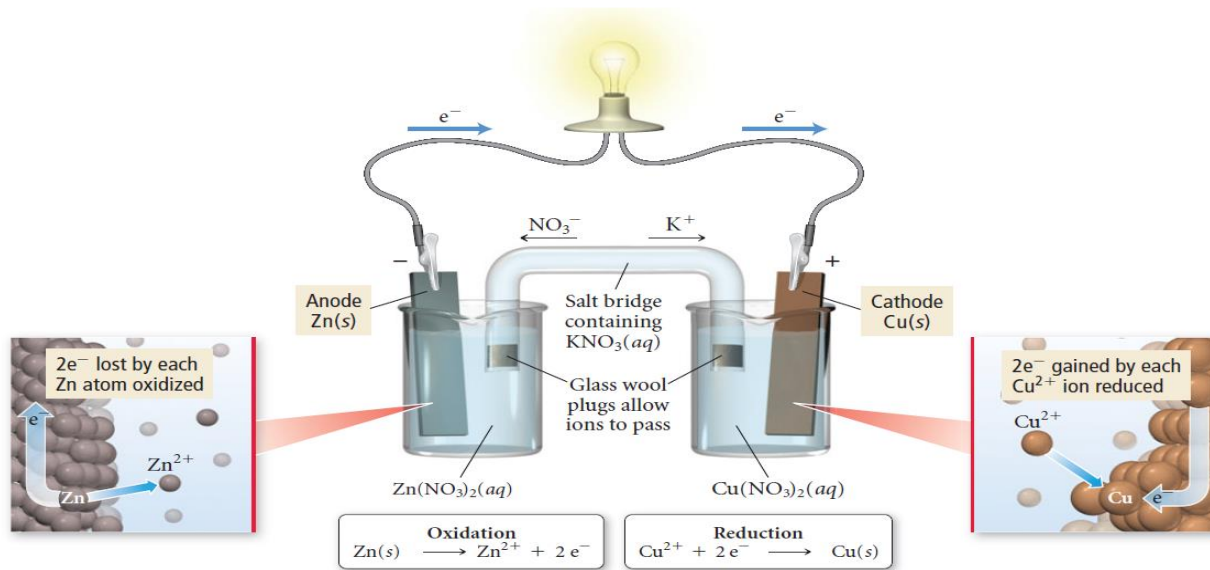 e⁻
e⁻
NO₃⁻
K⁺
−
+
Anode
Zn(s)
Salt bridge
containing
KNO₃(aq)
Cathode
Cu(s)
2e⁻ lost by each
Zn atom oxidized
e⁻
Zn²⁺
Zn
Glass wool
plugs allow
ions to pass
2e⁻ gained by each
Cu²⁺ ion reduced
Cu²⁺
Cu
e⁻
Zn(NO₃)₂(aq)
Cu(NO₃)₂(aq)
Oxidation
Zn(s) ⟶ Zn²⁺ + 2 e⁻
Reduction
Cu²⁺ + 2 e⁻ ⟶ Cu(s)